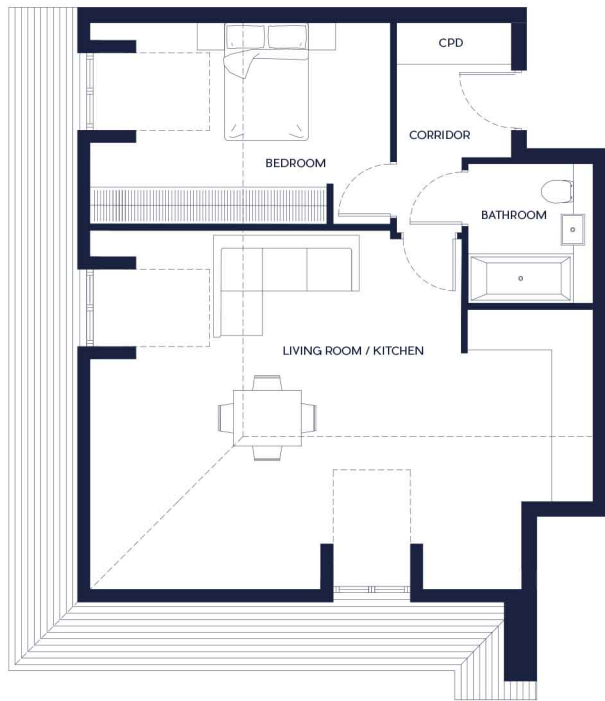 CPD
CORRIDOR
BEDROOM
BATHROOM
LIVING ROOM / KITCHEN